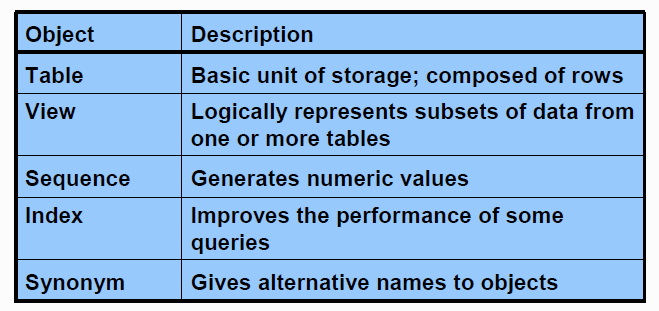 Object Description
Table Basic unit of storage; composed of rows
View Logically represents subsets of data from
one or more tables
Sequence Generates numeric values
Index Improves the performance of some
queries
Synonym Gives alternative names to objects